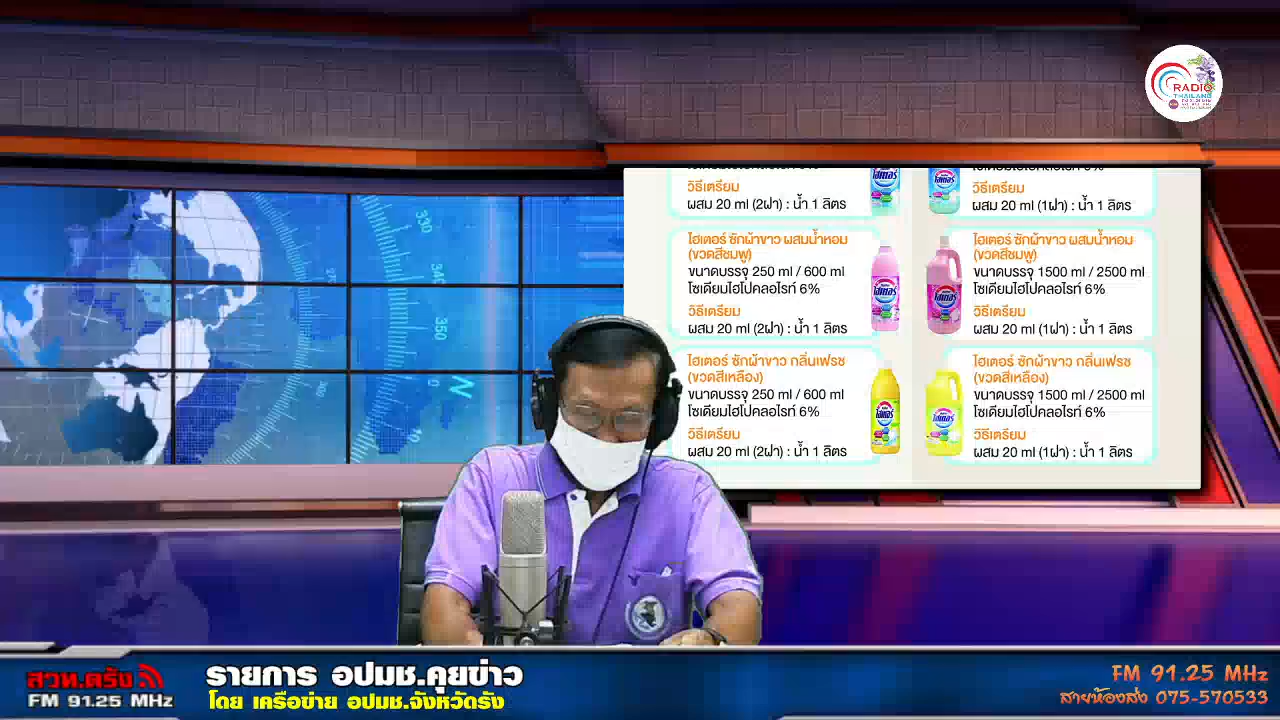 RADIO
THAILAND
วิธีเตรียม
ผสม 20 ml (2ฝา) : น้ำ 1 ลิตร
วิธีเตรียม
ผสม 20 ml (1ฝา) : น้ำ 1 ลิตร
ไฮเตอร์ ซักผ้าขาว ผสมน้ำหอม
(ขวดสีชมพู)
ขนาดบรรจุ 250 ml / 600 ml
โซเดียมไฮโปคลอไรท์ 6%
วิธีเตรียม
ผสม 20 ml (2ฝา) : น้ำ 1 ลิตร
ไฮเตอร์ ซักผ้าขาว ผสมน้ำหอม
(ขวดสีชมพู)
ขนาดบรรจุ 1500 ml / 2500 ml
โซเดียมไฮโปคลอไรท์ 6%
วิธีเตรียม
ผสม 20 ml (1ฝา) : น้ำ 1 ลิตร
ไฮเตอร์ ซักผ้าขาว กลิ่นเฟรช
(ขวดสีเหลือง)
ขนาดบรรจุ 250 ml / 600 ml
โซเดียมไฮโปคลอไรท์ 6%
วิธีเตรียม
ผสม 20 ml (2ฝา) : น้ำ 1 ลิตร
ไฮเตอร์ ซักผ้าขาว กลิ่นเฟรช
(ขวดสีเหลือง)
ขนาดบรรจุ 1500 ml / 2500 ml
โซเดียมไฮโปคลอไรท์ 6%
วิธีเตรียม
ผสม 20 ml (1ฝา) : น้ำ 1 ลิตร
330
340
350
0
N
10
สวท.ตรัง
FM 91.25 MHz
รายการ อปมช.คุยข่าว
โดย เครือข่าย อปมช.จังหวัดรัง
FM 91.25 MHz
สายห้องส่ง 075-570533